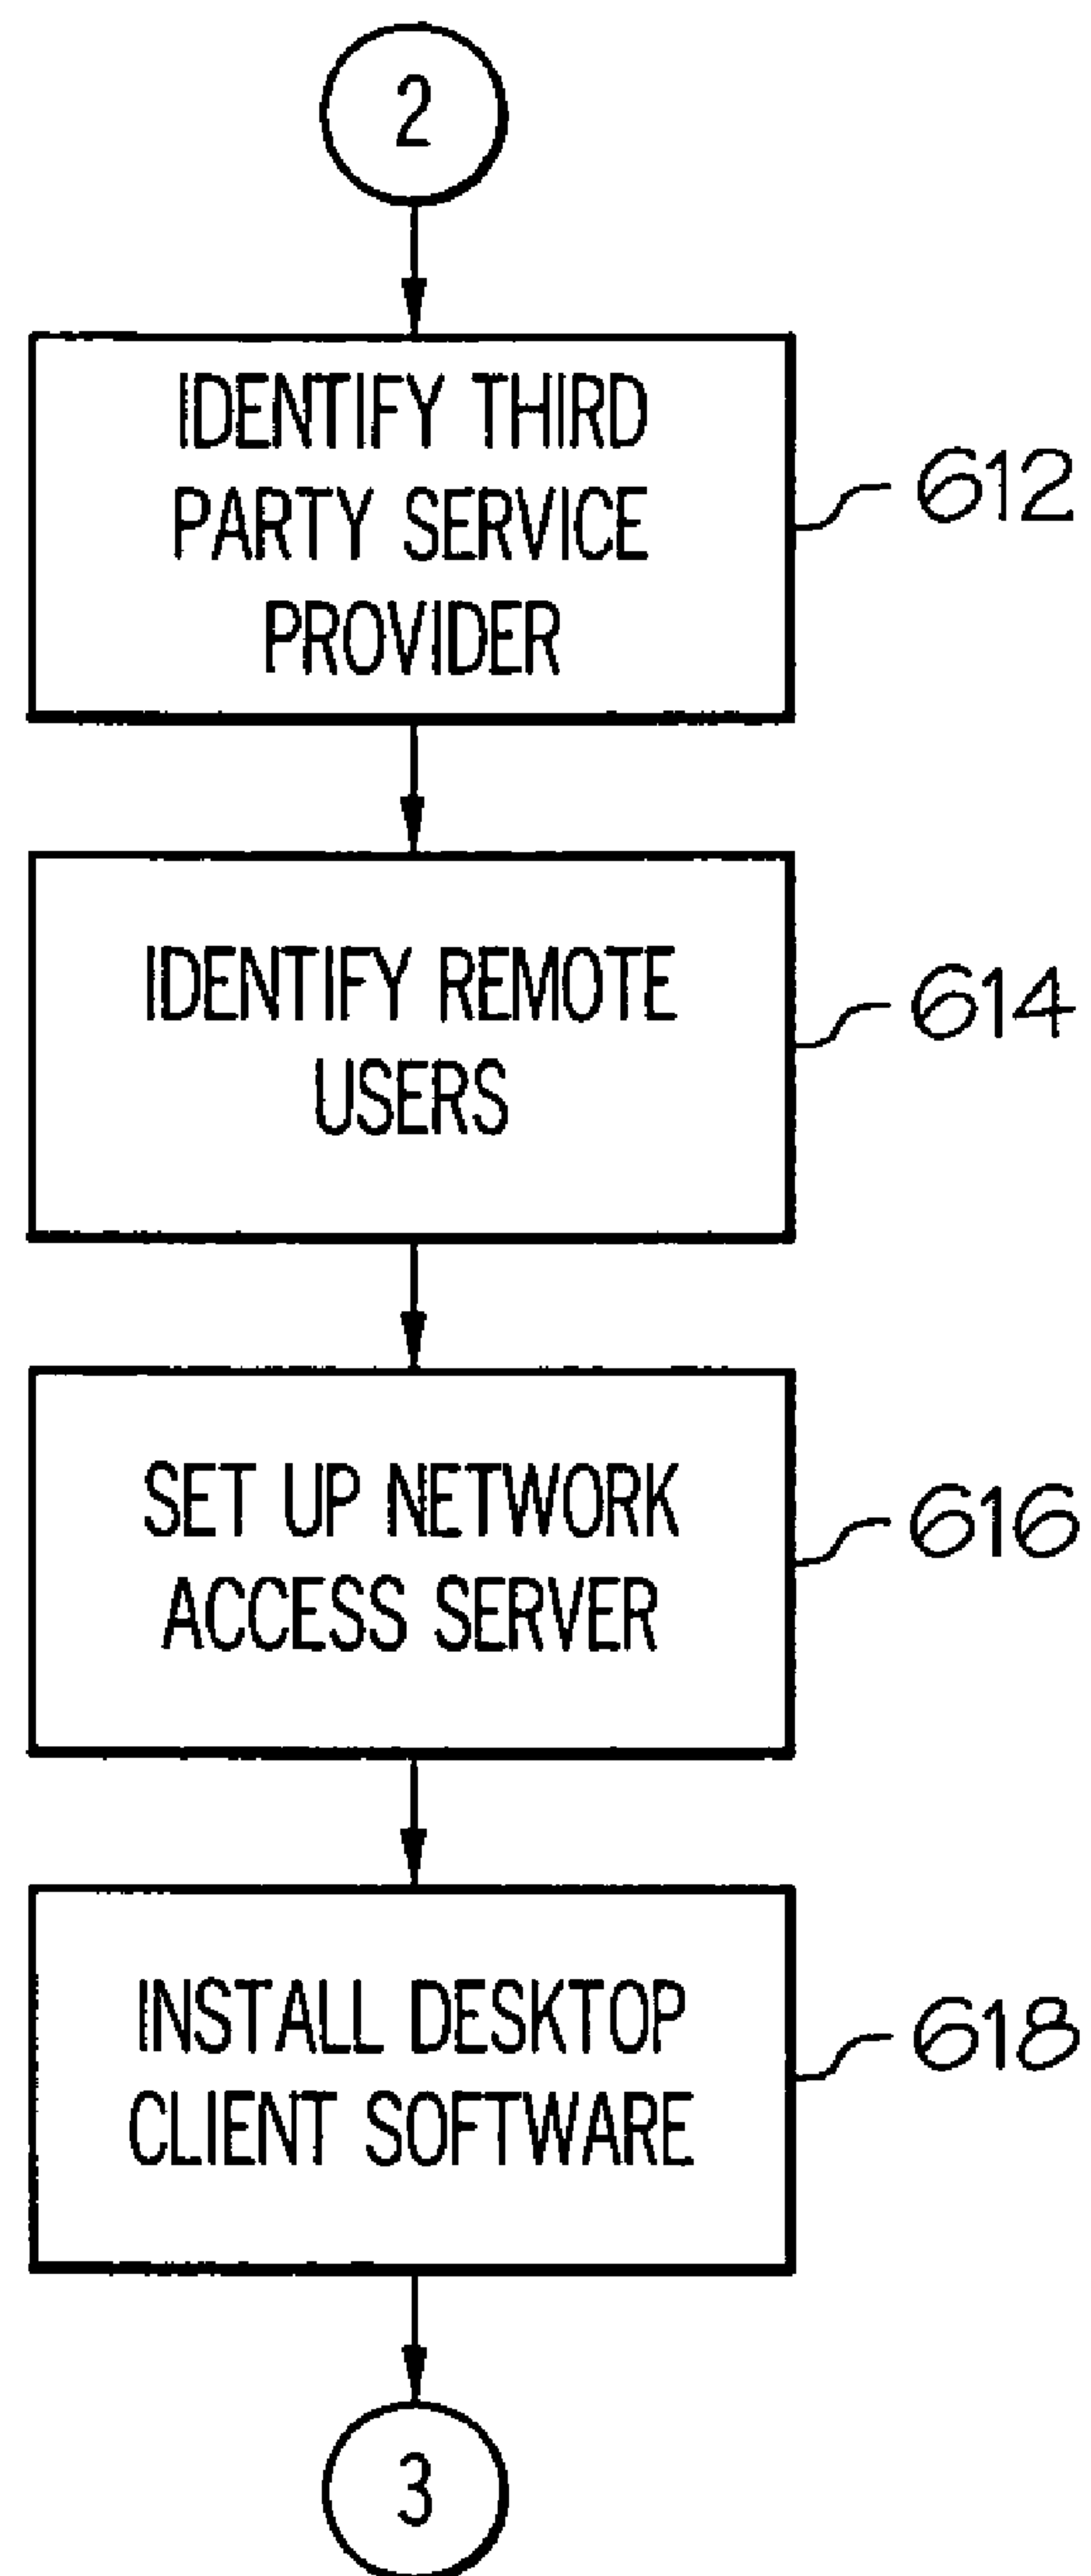 2
IDENTIFY THIRD
PARTY SERVICE
PROVIDER
612
IDENTIFY REMOTE
USERS
614
SET UP NETWORK
ACCESS SERVER
616
INSTALL DESKTOP
CLIENT SOFTWARE
618
3